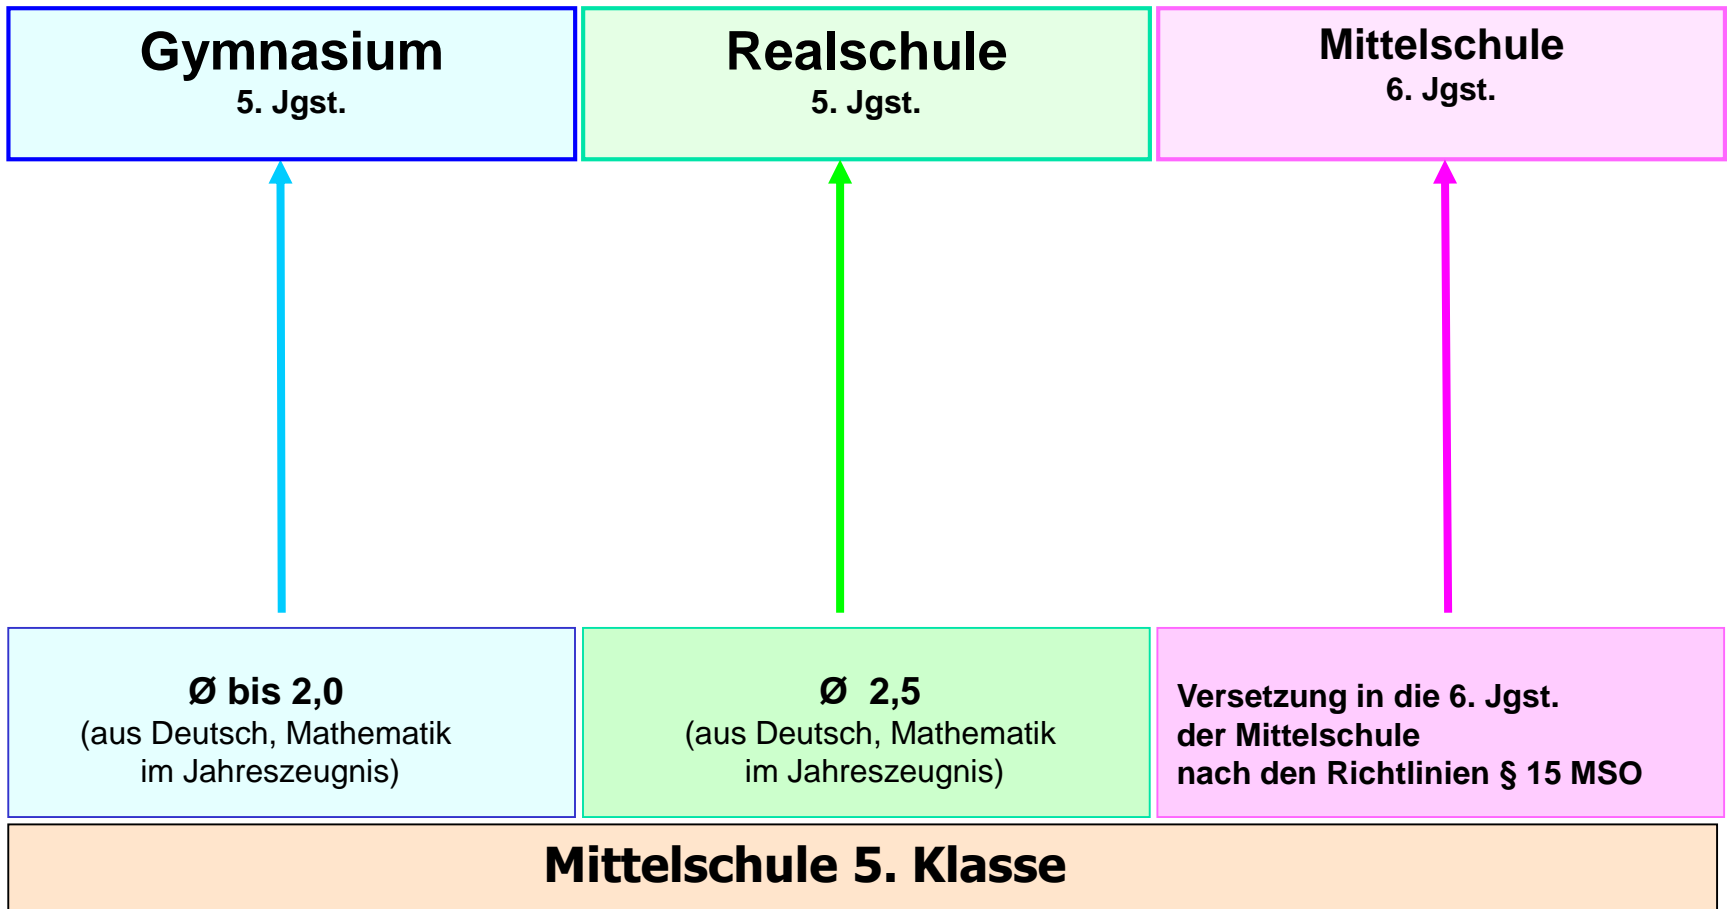 Gymnasium
5. Jgst.
Realschule
5. Jgst.
Mittelschule
6. Jgst.
Ø bis 2,0
(aus Deutsch, Mathematik
im Jahreszeugnis)
Ø 2,5
(aus Deutsch, Mathematik
im Jahreszeugnis)
Versetzung in die 6. Jgst.
der Mittelschule
nach den Richtlinien § 15 MSO
Mittelschule 5. Klasse